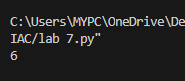 C:\Users\MYPC\OneDrive\De
IAC/lab 7.py"
6